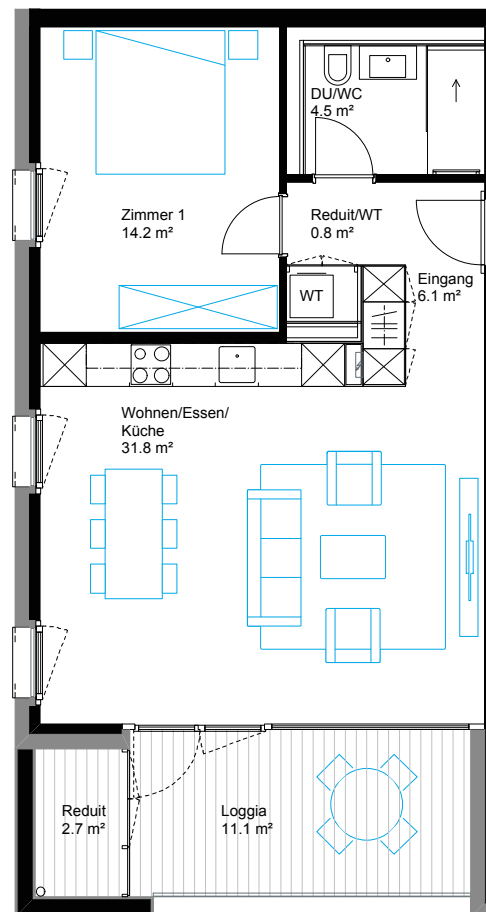 DU/WC
4.5 m²
Zimmer 1
14.2 m²
Reduit/WT
0.8 m²
Eingang
6.1 m²
WT
Wohnen/Essen/
Küche
31.8 m²
Reduit
2.7 m²
Loggia
11.1 m²